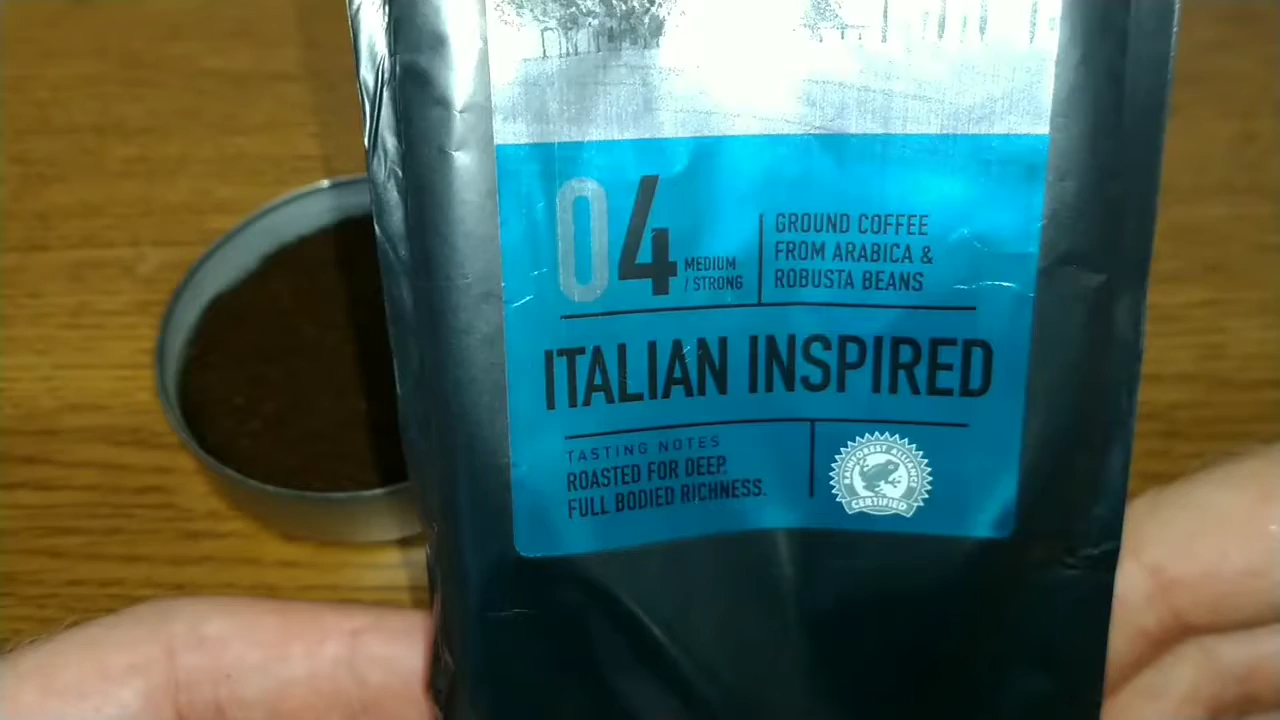 04
MEDIUM
/ STRONG
GROUND COFFEE
FROM ARABICA &
ROBUSTA BEANS
ITALIAN INSPIRED
TASTING NOTES
ROASTED FOR DEEP,
FULL BODIED RICHNESS.
RAINFOREST ALLIANCE
CERTIFIED